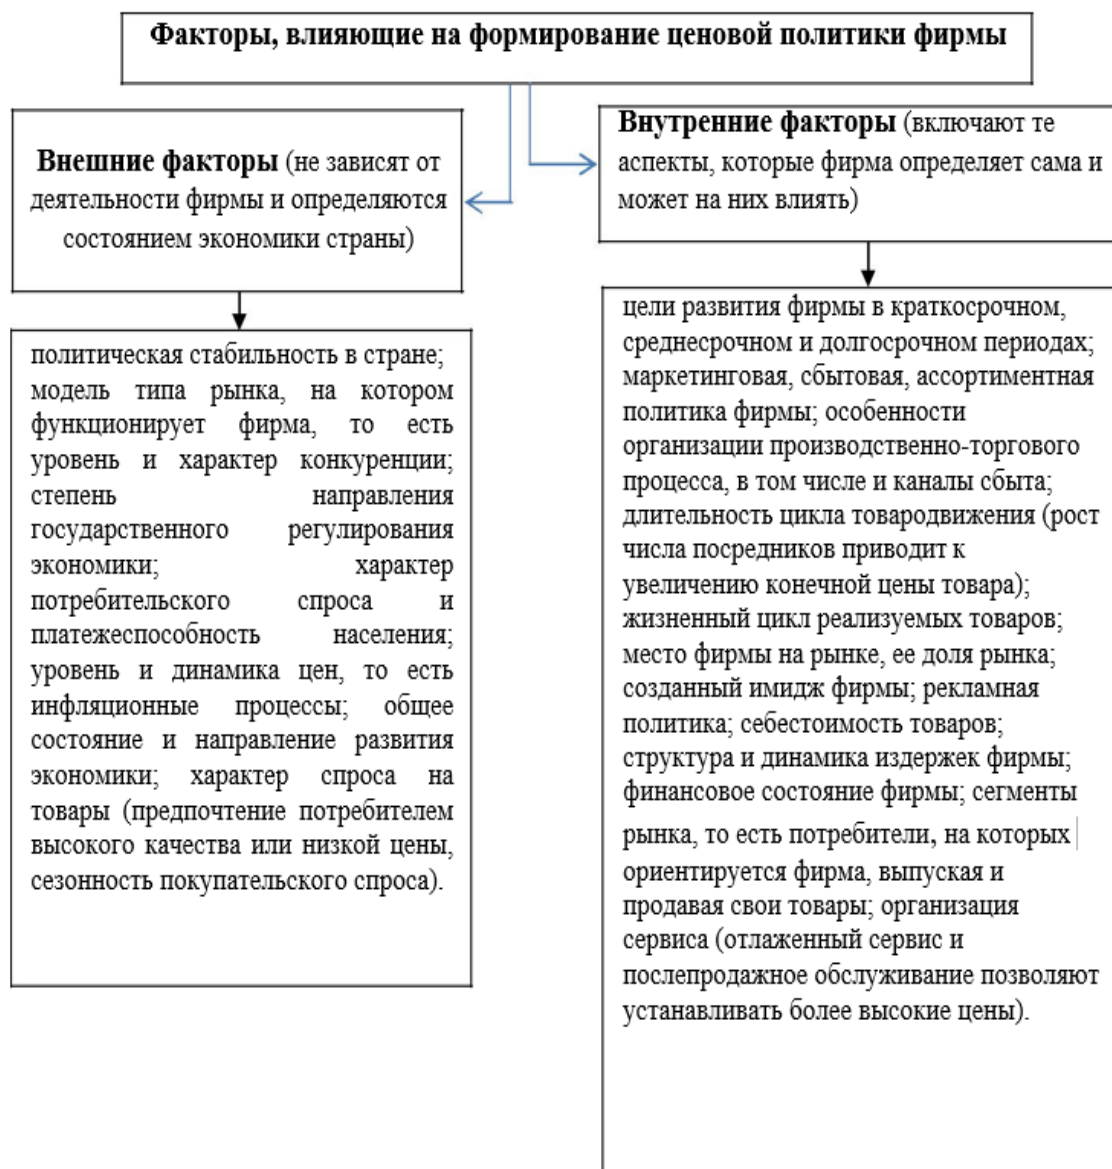 Факторы, влияющие на формирование ценовой политики фирмы
Внешние факторы (не зависят от
деятельности фирмы и определяются
состоянием экономики страны)
политическая стабильность в стране;
модель типа рынка, на котором
функционирует фирма, то есть
уровень и характер конкуренции;
степень направления
государственного регулирования
экономики; характер
потребительского спроса и
платежеспособность населения;
уровень и динамика цен, то есть
инфляционные процессы; общее
состояние и направление развития
экономики; характер спроса на
товары (предпочтение потребителем
высокого качества или низкой цены,
сезонность покупательского спроса).
Внутренние факторы (включают те
аспекты, которые фирма определяет сама и
может на них влиять)
цели развития фирмы в краткосрочном,
среднесрочном и долгосрочном периодах;
маркетинговая, сбытовая, ассортиментная
политика фирмы; особенности
организации производственно-торгового
процесса, в том числе и каналы сбыта;
длительность цикла товародвижения (рост
числа посредников приводит к
увеличению конечной цены товара);
жизненный цикл реализуемых товаров;
место фирмы на рынке, ее доля рынка;
созданный имидж фирмы; рекламная
политика; себестоимость товаров;
структура и динамика издержек фирмы;
финансовое состояние фирмы; сегменты
рынка, то есть потребители, на которых
ориентируется фирма, выпуская и
продавая свои товары; организация
сервиса (отлаженный сервис и
послепродажное обслуживание позволяют
устанавливать более высокие цены).